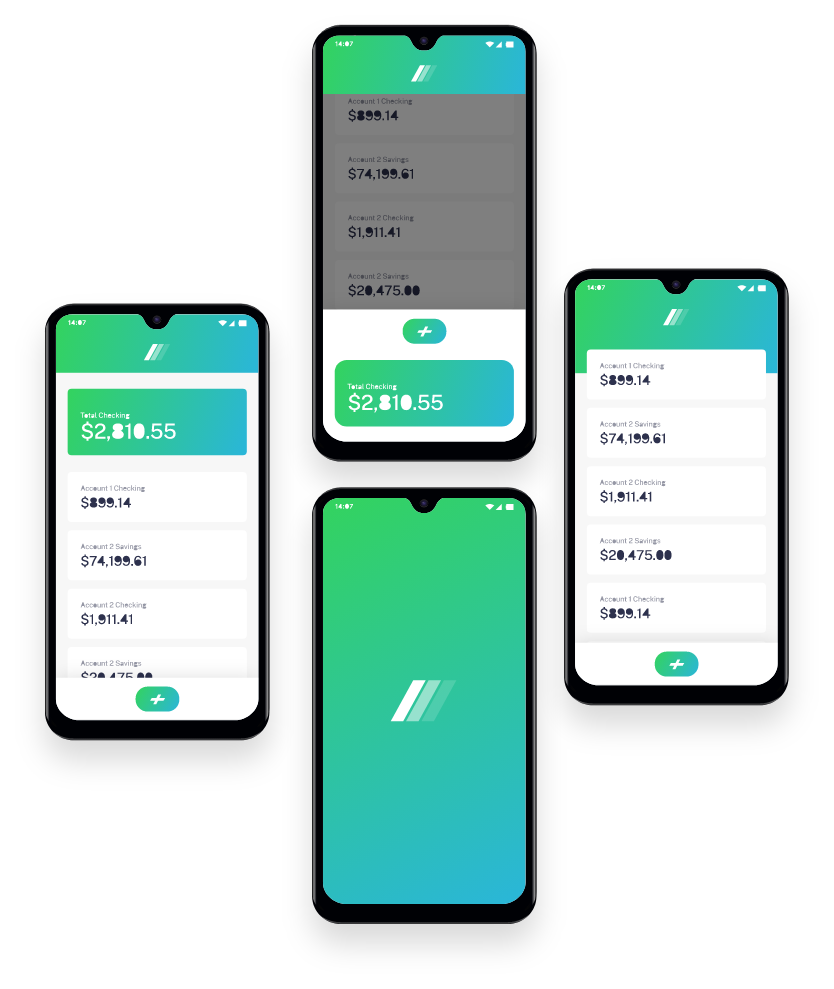 14:07
Account 1 Checking
$899.14
Account 2 Savings
$74,199.61
Account 2 Checking
$1,911.41
Account 2 Savings
$20,475.00
Total Checking
$2,810.55
14:07
Total Checking
$2,810.55
Account 1 Checking
$899.14
Account 2 Savings
$74,199.61
Account 2 Checking
$1,911.41
Account 2 Savings
$20,475.00
14:07
Account 1 Checking
$899.14
Account 2 Savings
$74,199.61
Account 2 Checking
$1,911.41
Account 2 Savings
$20,475.00
Account 1 Checking
$899.14
14:07